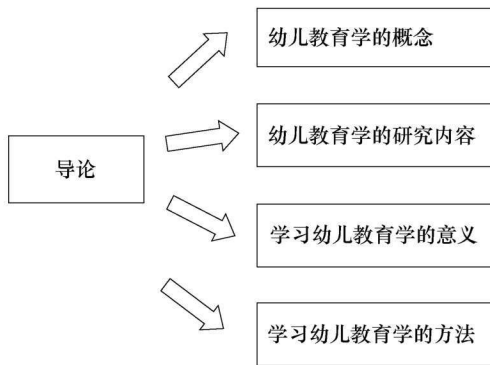 幼儿教育学的概念
幼儿教育学的研究内容
导论
学习幼儿教育学的意义
学习幼儿教育学的方法